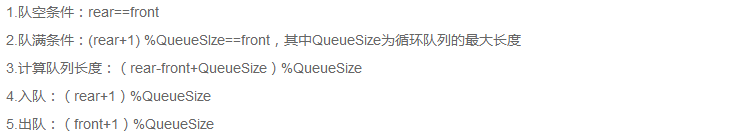 1.队空条件：rear==front
2.队满条件：(rear+1) %QueueSIze==front，其中QueueSize为循环队列的最大长度
3.计算队列长度：（rear-front+QueueSize）%QueueSize
4.入队：（rear+1）%QueueSize
5.出队：（front+1）%QueueSize